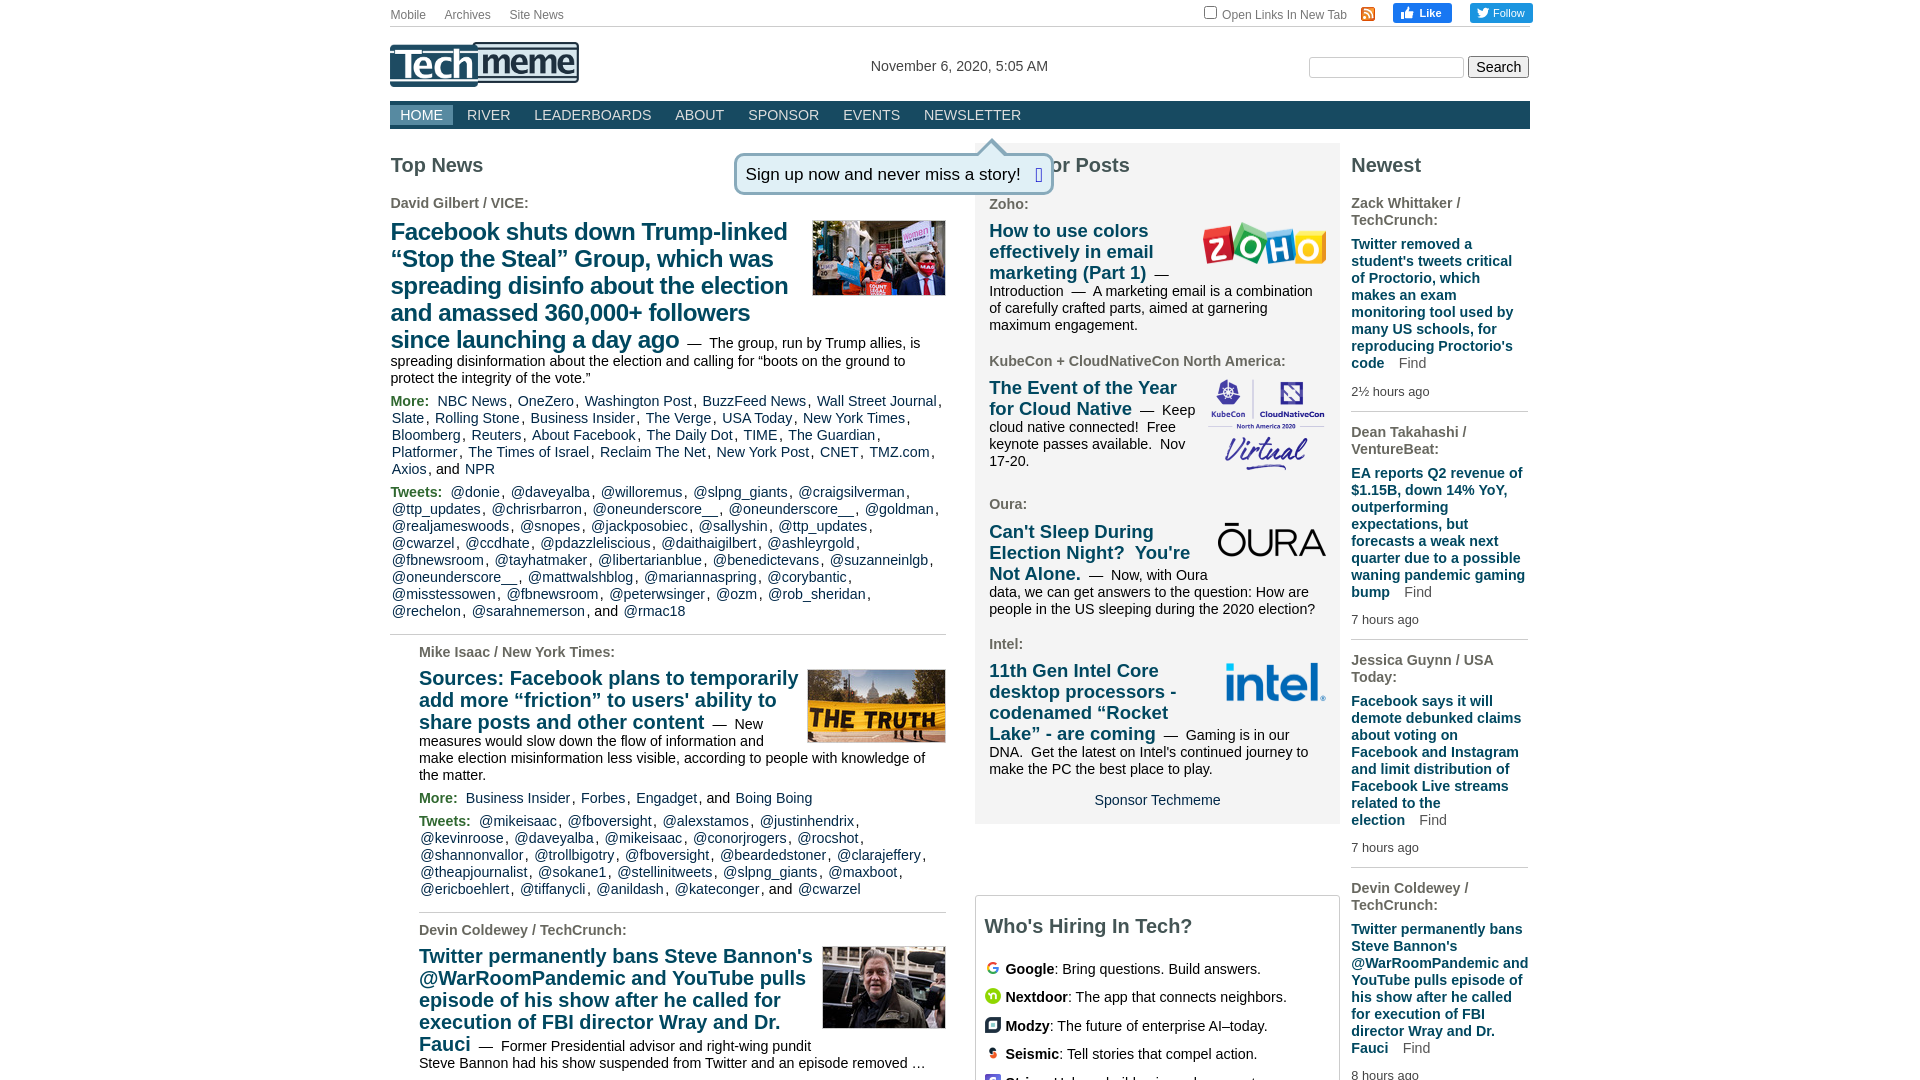 Mobile Archives Site News
Open Links In New Tab
Like
Follow
Techmeme
November 6, 2020, 5:05 AM
Search
HOME RIVER LEADERBOARDS ABOUT SPONSOR EVENTS NEWSLETTER
Sign up now and never miss a story!
Top News
David Gilbert / VICE:
Facebook shuts down Trump-linked
“Stop the Steal” Group, which was
spreading disinfo about the election
and amassed 360,000+ followers
since launching a day ago — The group, run by Trump allies, is
spreading disinformation about the election and calling for “boots on the ground to
protect the integrity of the vote.”
More: NBC News, OneZero, Washington Post, BuzzFeed News, Wall Street Journal,
Slate, Rolling Stone, Business Insider, The Verge, USA Today, New York Times,
Bloomberg, Reuters, About Facebook, The Daily Dot, TIME, The Guardian,
Platformer, The Times of Israel, Reclaim The Net, New York Post, CNET, TMZ.com,
Axios, and NPR
Tweets: @donie, @daveyalba, @willoremus, @slpng_giants, @craigsilverman,
@ttp_updates, @chrisrbarron, @oneunderscore__, @oneunderscore__, @goldman,
@realjameswoods, @snopes, @jackposobiec, @sallyshin, @ttp_updates,
@cwarzel, @ccdhate, @pdazzleliscious, @daithaigilbert, @ashleyrgold,
@fbnewsroom, @tayhatmaker, @libertarianblue, @benedictevans, @suzanneinlgb,
@oneunderscore__, @mattwalshblog, @mariannaspring, @corybantic,
@misstessowen, @fbnewsroom, @peterwsinger, @ozm, @rob_sheridan,
@rechelon, @sarahnemerson, and @rmac18
Mike Isaac / New York Times:
Sources: Facebook plans to temporarily
add more “friction” to users' ability to
share posts and other content — New
measures would slow down the flow of information and
make election misinformation less visible, according to people with knowledge of
the matter.
THE TRUTH
More: Business Insider, Forbes, Engadget, and Boing Boing
Tweets: @mikeisaac, @fboversight, @alexstamos, @justinhendrix,
@kevinroose, @daveyalba, @mikeisaac, @conorjrogers, @rocshot,
@shannonvallor, @trollbigotry, @fboversight, @beardedstoner, @clarajeffery,
@theapjournalist, @sokane1, @stellinitweets, @slpng_giants, @maxboot,
@ericboehlert, @tiffanycli, @anildash, @kateconger, and @cwarzel
Devin Coldewey / TechCrunch:
Twitter permanently bans Steve Bannon's
@WarRoomPandemic and YouTube pulls
episode of his show after he called for
execution of FBI director Wray and Dr.
Fauci — Former Presidential advisor and right-wing pundit
Steve Bannon had his show suspended from Twitter and an episode removed …
or Posts
Zoho:
How to use colors
effectively in email
marketing (Part 1) —
Introduction — A marketing email is a combination
of carefully crafted parts, aimed at garnering
maximum engagement.
ZOHO
KubeCon + CloudNativeCon North America:
The Event of the Year
for Cloud Native — Keep
cloud native connected! Free
keynote passes available. Nov
17-20.
KubeCon CloudNativeCon
North America 2020
Virtual
Oura:
Can't Sleep During
Election Night? You're
Not Alone. — Now, with Oura
data, we can get answers to the question: How are
people in the US sleeping during the 2020 election?
ŌURA
Intel:
11th Gen Intel Core
desktop processors -
codenamed “Rocket
Lake” - are coming — Gaming is in our
DNA. Get the latest on Intel's continued journey to
make the PC the best place to play.
intel
Sponsor Techmeme
Who's Hiring In Tech?
Google: Bring questions. Build answers.
Nextdoor: The app that connects neighbors.
Modzy: The future of enterprise AI–today.
Seismic: Tell stories that compel action.
Newest
Zack Whittaker /
TechCrunch:
Twitter removed a
student's tweets critical
of Proctorio, which
makes an exam
monitoring tool used by
many US schools, for
reproducing Proctorio's
code Find
2½ hours ago
Dean Takahashi /
VentureBeat:
EA reports Q2 revenue of
$1.15B, down 14% YoY,
outperforming
expectations, but
forecasts a weak next
quarter due to a possible
waning pandemic gaming
bump Find
7 hours ago
Jessica Guynn / USA
Today:
Facebook says it will
demote debunked claims
about voting on
Facebook and Instagram
and limit distribution of
Facebook Live streams
related to the
election Find
7 hours ago
Devin Coldewey /
TechCrunch:
Twitter permanently bans
Steve Bannon's
@WarRoomPandemic and
YouTube pulls episode of
his show after he called
for execution of FBI
director Wray and Dr.
Fauci Find
8 hours ago